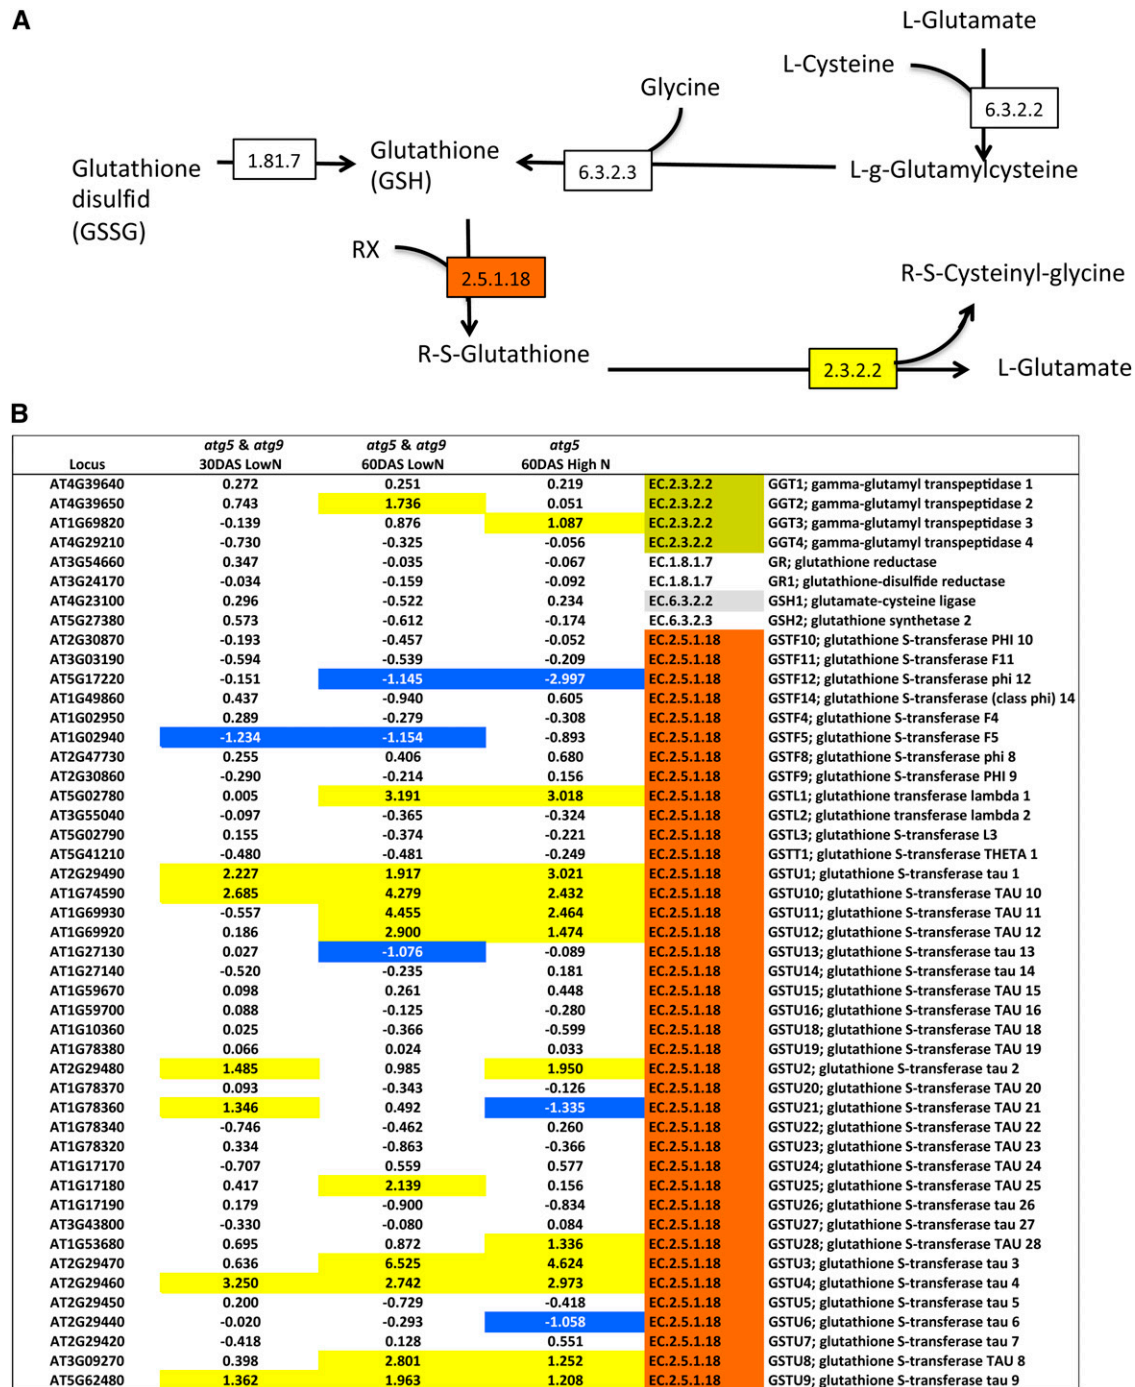 A
L-Glutamate
L-Cysteine
6.3.2.2
Glycine
Glutathione
disulfid
(GSSG)
1.81.7
Glutathione
(GSH)
6.3.2.3
L-g-Glutamylcysteine
RX
2.5.1.18
R-S-Cysteinyl-glycine
R-S-Glutathione
2.3.2.2
L-Glutamate
B
atg5 & atg9 atg5 & atg9 atg5
Locus 30DAS LowN 60DAS LowN 60DAS High N
AT4G39640 0.272 0.251 0.219 EC.2.3.2.2 GGT1; gamma-glutamyl transpeptidase 1
AT4G39650 0.743 1.736 0.051 EC.2.3.2.2 GGT2; gamma-glutamyl transpeptidase 2
AT1G69820 -0.139 0.876 1.087 EC.2.3.2.2 GGT3; gamma-glutamyl transpeptidase 3
AT4G29210 -0.730 -0.325 -0.056 EC.2.3.2.2 GGT4; gamma-glutamyl transpeptidase 4
AT3G54660 0.347 -0.035 -0.067 EC.1.8.1.7 GR; glutathione reductase
AT3G24170 -0.034 -0.159 -0.092 EC.1.8.1.7 GR1; glutathione-disulfide reductase
AT4G23100 0.296 -0.522 0.234 EC.6.3.2.2 GSH1; glutamate-cysteine ligase
AT5G27380 0.573 -0.612 -0.174 EC.6.3.2.3 GSH2; glutathione synthetase 2
AT2G30870 -0.193 -0.457 -0.052 EC.2.5.1.18 GSTF10; glutathione S-transferase PHI 10
AT3G03190 -0.594 -0.539 -0.209 EC.2.5.1.18 GSTF11; glutathione S-transferase F11
AT5G17220 -0.151 -1.145 -2.997 EC.2.5.1.18 GSTF12; glutathione S-transferase phi 12
AT1G49860 0.437 -0.940 0.605 EC.2.5.1.18 GSTF14; glutathione S-transferase (class phi) 14
AT1G02950 0.289 -0.279 -0.308 EC.2.5.1.18 GSTF4; glutathione S-transferase F4
AT1G02940 -1.234 -1.154 -0.893 EC.2.5.1.18 GSTF5; glutathione S-transferase F5
AT2G47730 0.255 0.406 0.680 EC.2.5.1.18 GSTF8; glutathione S-transferase phi 8
AT2G30860 -0.290 -0.214 0.156 EC.2.5.1.18 GSTF9; glutathione S-transferase PHI 9
AT5G02780 0.005 3.191 3.018 EC.2.5.1.18 GSTL1; glutathione transferase lambda 1
AT3G55040 -0.097 -0.365 -0.324 EC.2.5.1.18 GSTL2; glutathione transferase lambda 2
AT5G02790 0.155 -0.374 -0.221 EC.2.5.1.18 GSTL3; glutathione S-transferase L3
AT5G41210 -0.480 -0.481 -0.249 EC.2.5.1.18 GSTT1; glutathione S-transferase THETA 1
AT2G29490 2.227 1.917 3.021 EC.2.5.1.18 GSTU1; glutathione S-transferase tau 1
AT1G74590 2.685 4.279 2.432 EC.2.5.1.18 GSTU10; glutathione S-transferase TAU 10
AT1G69930 -0.557 4.455 2.464 EC.2.5.1.18 GSTU11; glutathione S-transferase TAU 11
AT1G69920 0.186 2.900 1.474 EC.2.5.1.18 GSTU12; glutathione S-transferase TAU 12
AT1G27130 0.027 -1.076 -0.089 EC.2.5.1.18 GSTU13; glutathione S-transferase tau 13
AT1G27140 -0.520 -0.235 0.181 EC.2.5.1.18 GSTU14; glutathione S-transferase tau 14
AT1G59670 0.098 0.261 0.448 EC.2.5.1.18 GSTU15; glutathione S-transferase TAU 15
AT1G59700 0.088 -0.125 -0.280 EC.2.5.1.18 GSTU16; glutathione S-transferase TAU 16
AT1G10360 0.025 -0.366 -0.599 EC.2.5.1.18 GSTU18; glutathione S-transferase TAU 18
AT1G78380 0.066 0.024 0.033 EC.2.5.1.18 GSTU19; glutathione S-transferase TAU 19
AT2G29480 1.485 0.985 1.950 EC.2.5.1.18 GSTU2; glutathione S-transferase tau 2
AT1G78370 0.093 -0.343 -0.126 EC.2.5.1.18 GSTU20; glutathione S-transferase TAU 20
AT1G78360 1.346 0.492 -1.335 EC.2.5.1.18 GSTU21; glutathione S-transferase TAU 21
AT1G78340 -0.746 -0.462 0.260 EC.2.5.1.18 GSTU22; glutathione S-transferase TAU 22
AT1G78320 0.334 -0.863 -0.366 EC.2.5.1.18 GSTU23; glutathione S-transferase TAU 23
AT1G17170 -0.707 0.559 0.577 EC.2.5.1.18 GSTU24; glutathione S-transferase TAU 24
AT1G17180 0.417 2.139 0.156 EC.2.5.1.18 GSTU25; glutathione S-transferase TAU 25
AT1G17190 0.179 -0.900 -0.834 EC.2.5.1.18 GSTU26; glutathione S-transferase tau 26
AT3G43800 -0.330 -0.080 0.084 EC.2.5.1.18 GSTU27; glutathione S-transferase tau 27
AT1G53680 0.695 0.872 1.336 EC.2.5.1.18 GSTU28; glutathione S-transferase TAU 28
AT2G29470 0.636 6.525 4.624 EC.2.5.1.18 GSTU3; glutathione S-transferase tau 3
AT2G29460 3.250 2.742 2.973 EC.2.5.1.18 GSTU4; glutathione S-transferase tau 4
AT2G29450 0.200 -0.729 -0.418 EC.2.5.1.18 GSTU5; glutathione S-transferase tau 5
AT2G29440 -0.020 -0.293 -1.058 EC.2.5.1.18 GSTU6; glutathione S-transferase tau 6
AT2G29420 -0.418 0.128 0.551 EC.2.5.1.18 GSTU7; glutathione S-transferase tau 7
AT3G09270 0.398 2.801 1.252 EC.2.5.1.18 GSTU8; glutathione S-transferase TAU 8
AT5G62480 1.362 1.963 1.208 EC.2.5.1.18 GSTU9; glutathione S-transferase tau 9